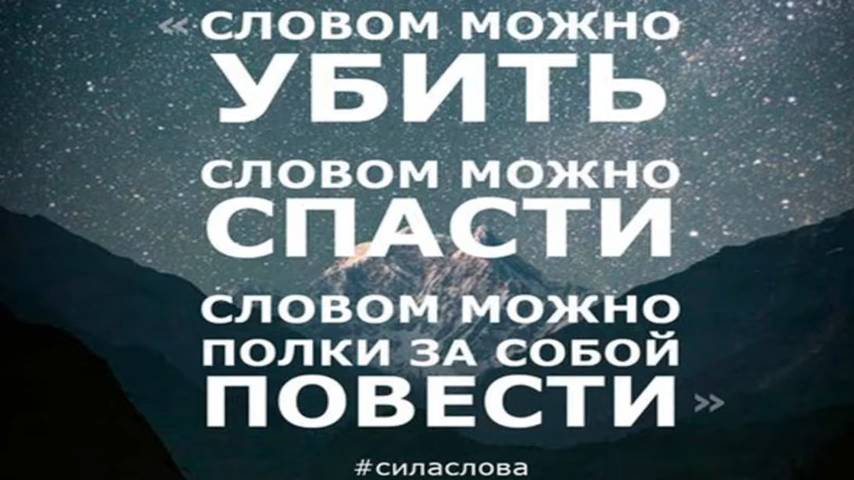 «СЛОВОМ МОЖНО
УБИТЬ
СЛОВОМ МОЖНО
СПАСТИ
СЛОВОМ МОЖНО
ПОЛКИ ЗА СОБОЙ
ПОВЕСТИ»
#силаслова